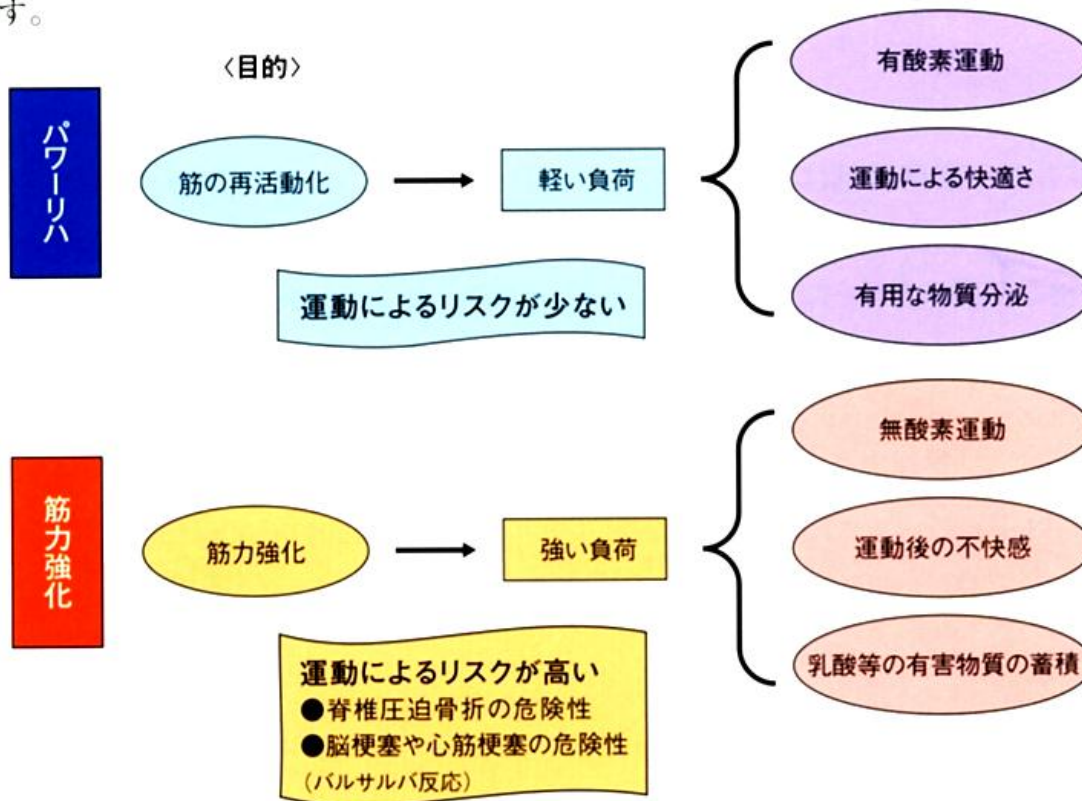 す。
〈目的〉
パワーリハ
筋の再活動化
軽い負荷
有酸素運動
運動による快適さ
有用な物質分泌
運動によるリスクが少ない
筋力強化
筋力強化
強い負荷
無酸素運動
運動後の不快感
乳酸等の有害物質の蓄積
運動によるリスクが高い
●脊椎圧迫骨折の危険性
●脳梗塞や心筋梗塞の危険性
(バルサルバ反応)